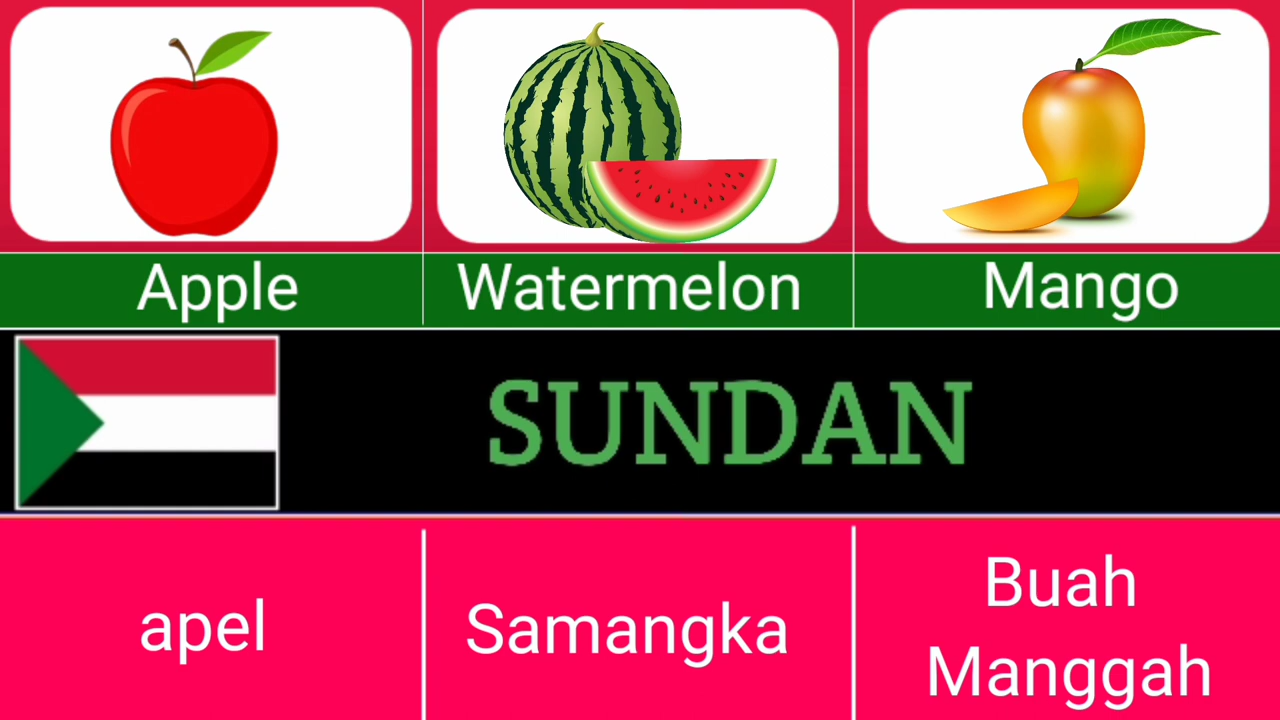 Apple
Watermelon
Mango
SUNDAN
apel
Samangka
Buah
Manggah